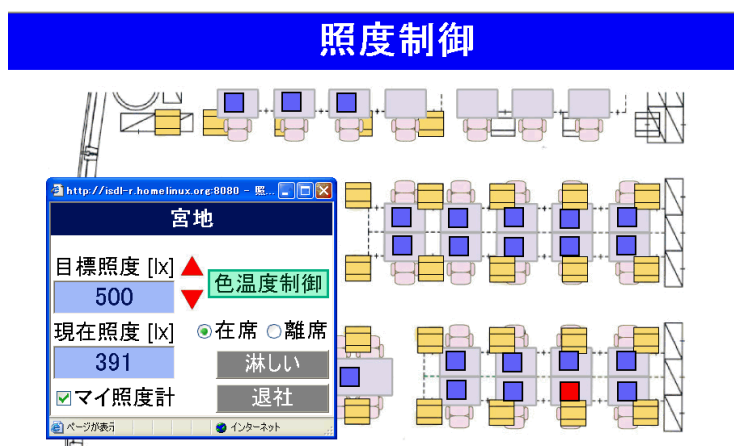 照度制御
http://isdl-r.homelinux.org:8080 - 照...
宮地
目標照度 [lx]
500
色温度制御
現在照度 [lx]
391
在席 離席
淋しい
マイ照度計
退社
ページが表示 インターネット